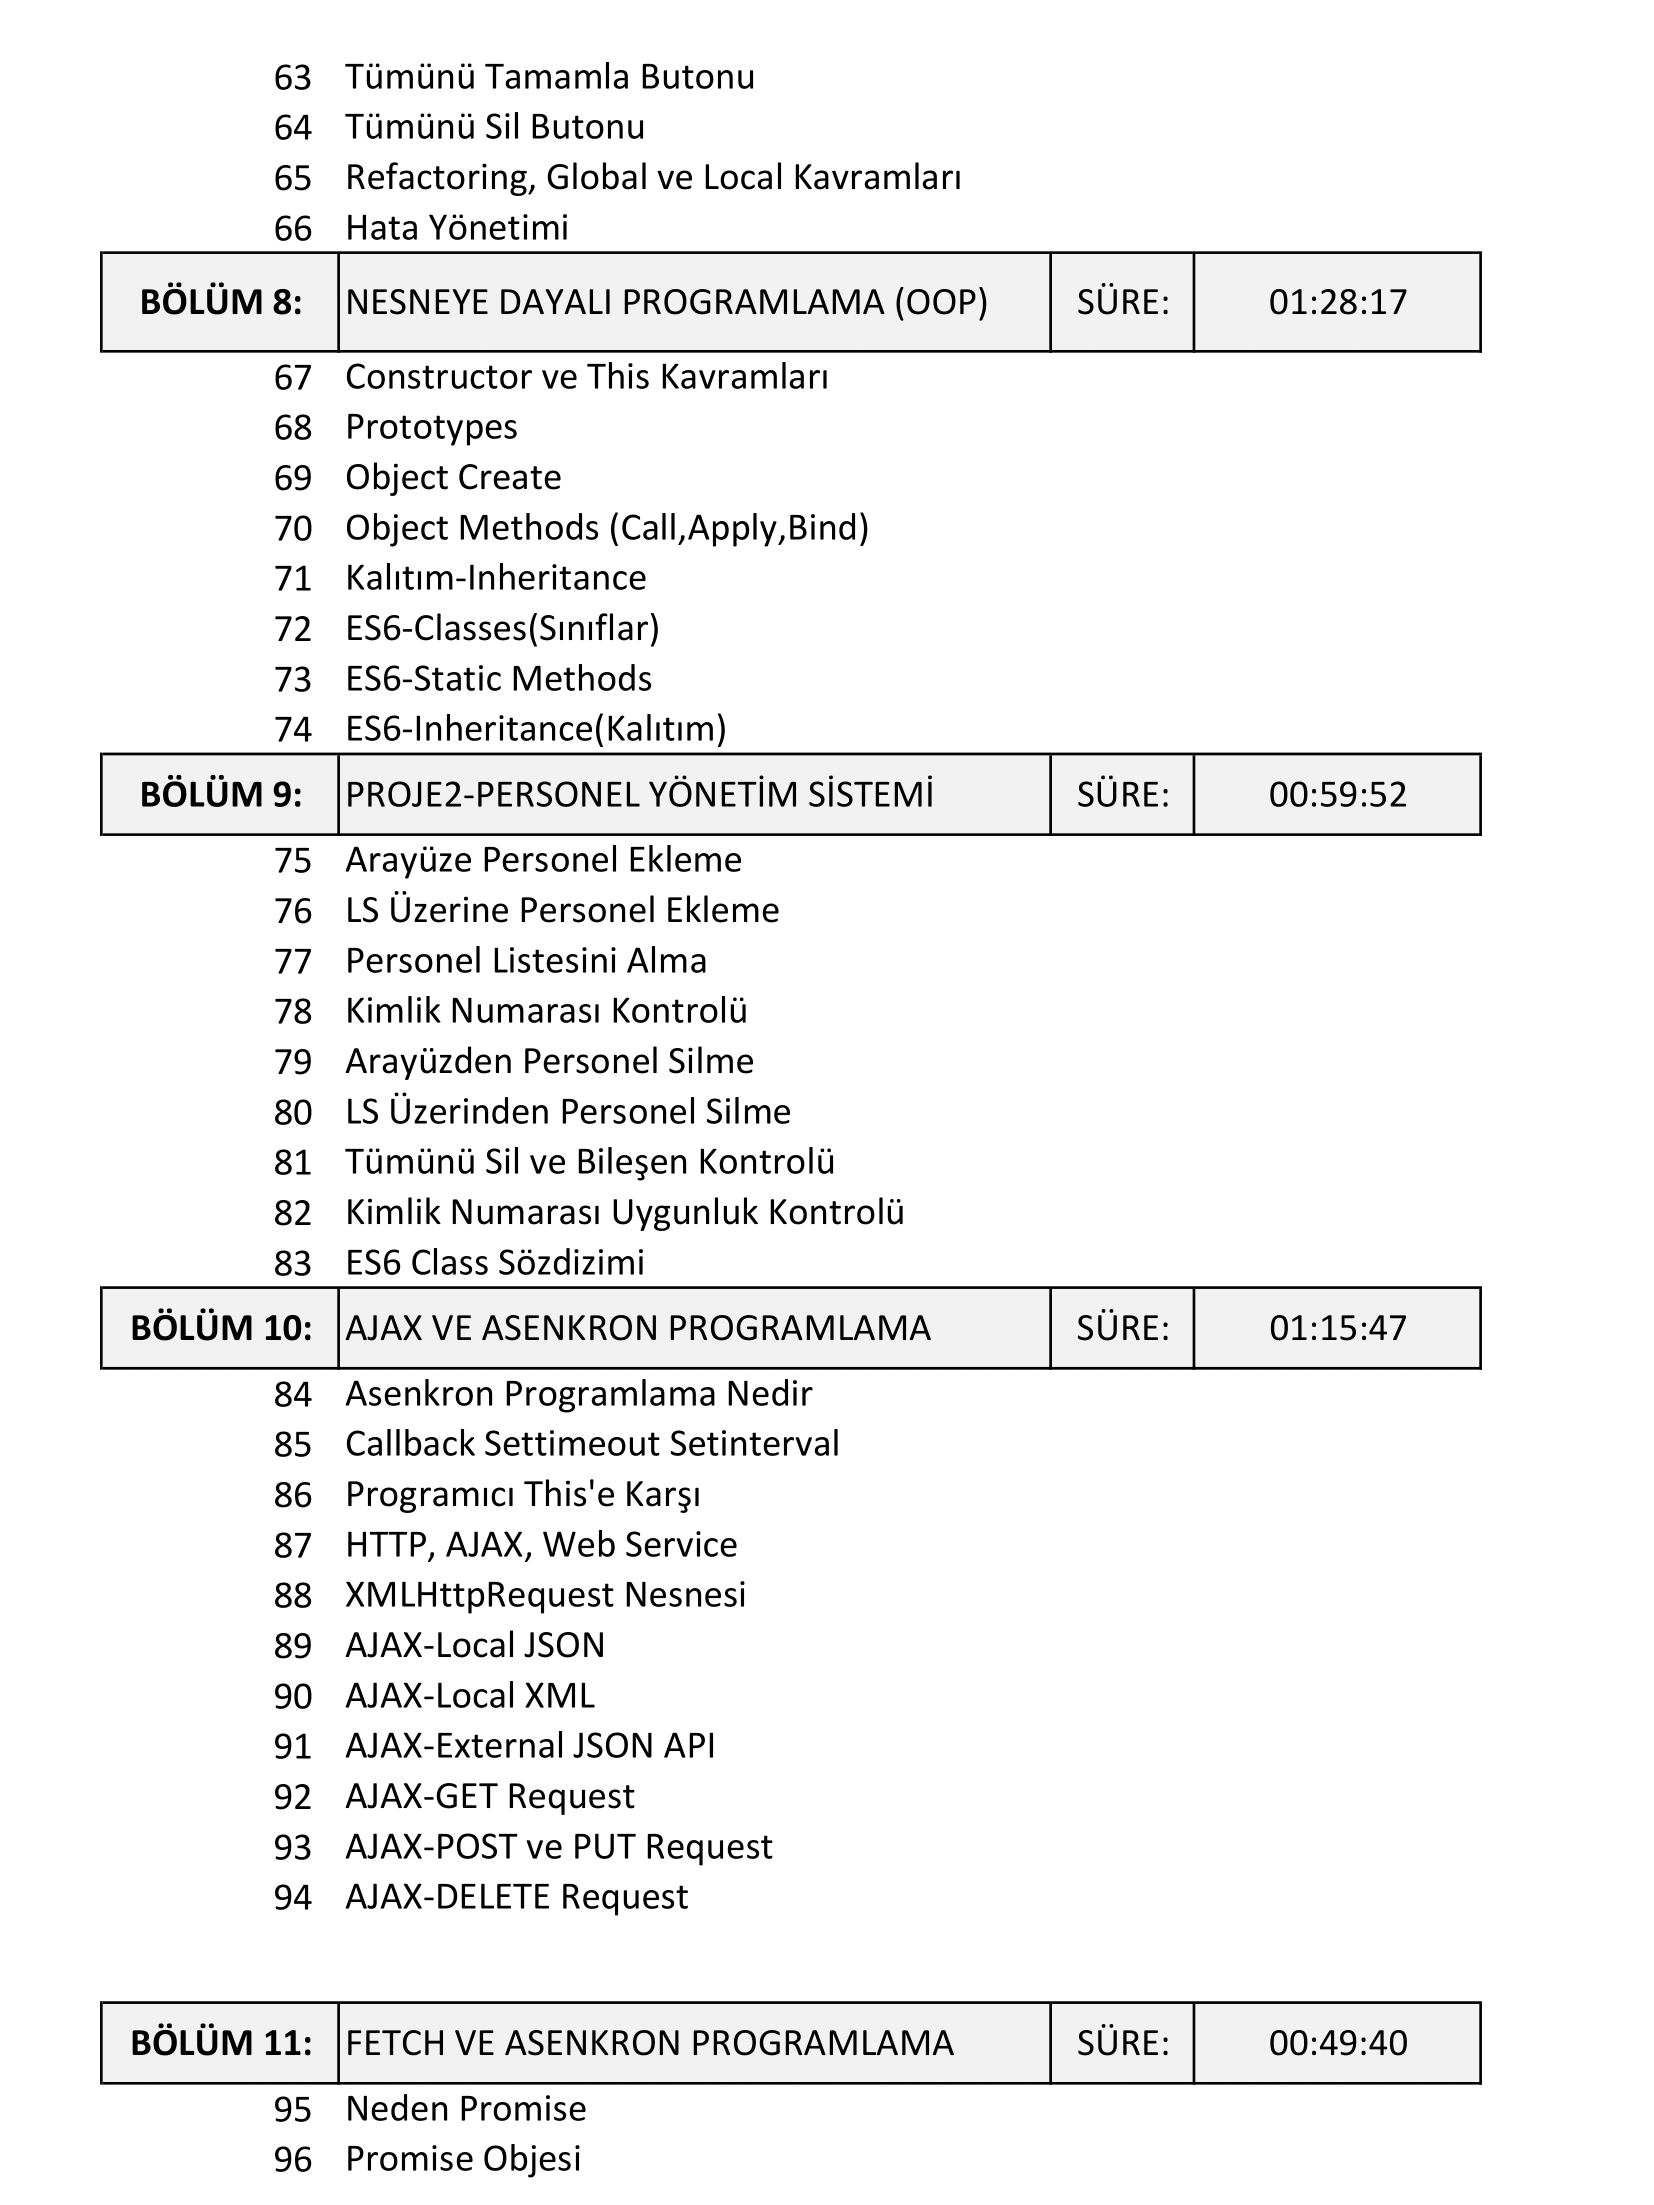 63 Tümünü Tamamla Butonu
64 Tümünü Sil Butonu
65 Refactoring, Global ve Local Kavramları
66 Hata Yönetimi
BÖLÜM 8: NESNEYE DAYALI PROGRAMLAMA (OOP) SÜRE: 01:28:17
67 Constructor ve This Kavramları
68 Prototypes
69 Object Create
70 Object Methods (Call,Apply,Bind)
71 Kalıtım-Inheritance
72 ES6-Classes(Sınıflar)
73 ES6-Static Methods
74 ES6-Inheritance(Kalıtım)
BÖLÜM 9: PROJE2-PERSONEL YÖNETİM SİSTEMİ SÜRE: 00:59:52
75 Arayüze Personel Ekleme
76 LS Üzerine Personel Ekleme
77 Personel Listesini Alma
78 Kimlik Numarası Kontrolü
79 Arayüzden Personel Silme
80 LS Üzerinden Personel Silme
81 Tümünü Sil ve Bileşen Kontrolü
82 Kimlik Numarası Uygunluk Kontrolü
83 ES6 Class Sözdizimi
BÖLÜM 10: AJAX VE ASENKRON PROGRAMLAMA SÜRE: 01:15:47
84 Asenkron Programlama Nedir
85 Callback Settimeout Setinterval
86 Programıcı This'e Karşı
87 HTTP, AJAX, Web Service
88 XMLHttpRequest Nesnesi
89 AJAX-Local JSON
90 AJAX-Local XML
91 AJAX-External JSON API
92 AJAX-GET Request
93 AJAX-POST ve PUT Request
94 AJAX-DELETE Request
BÖLÜM 11: FETCH VE ASENKRON PROGRAMLAMA SÜRE: 00:49:40
95 Neden Promise
96 Promise Objesi